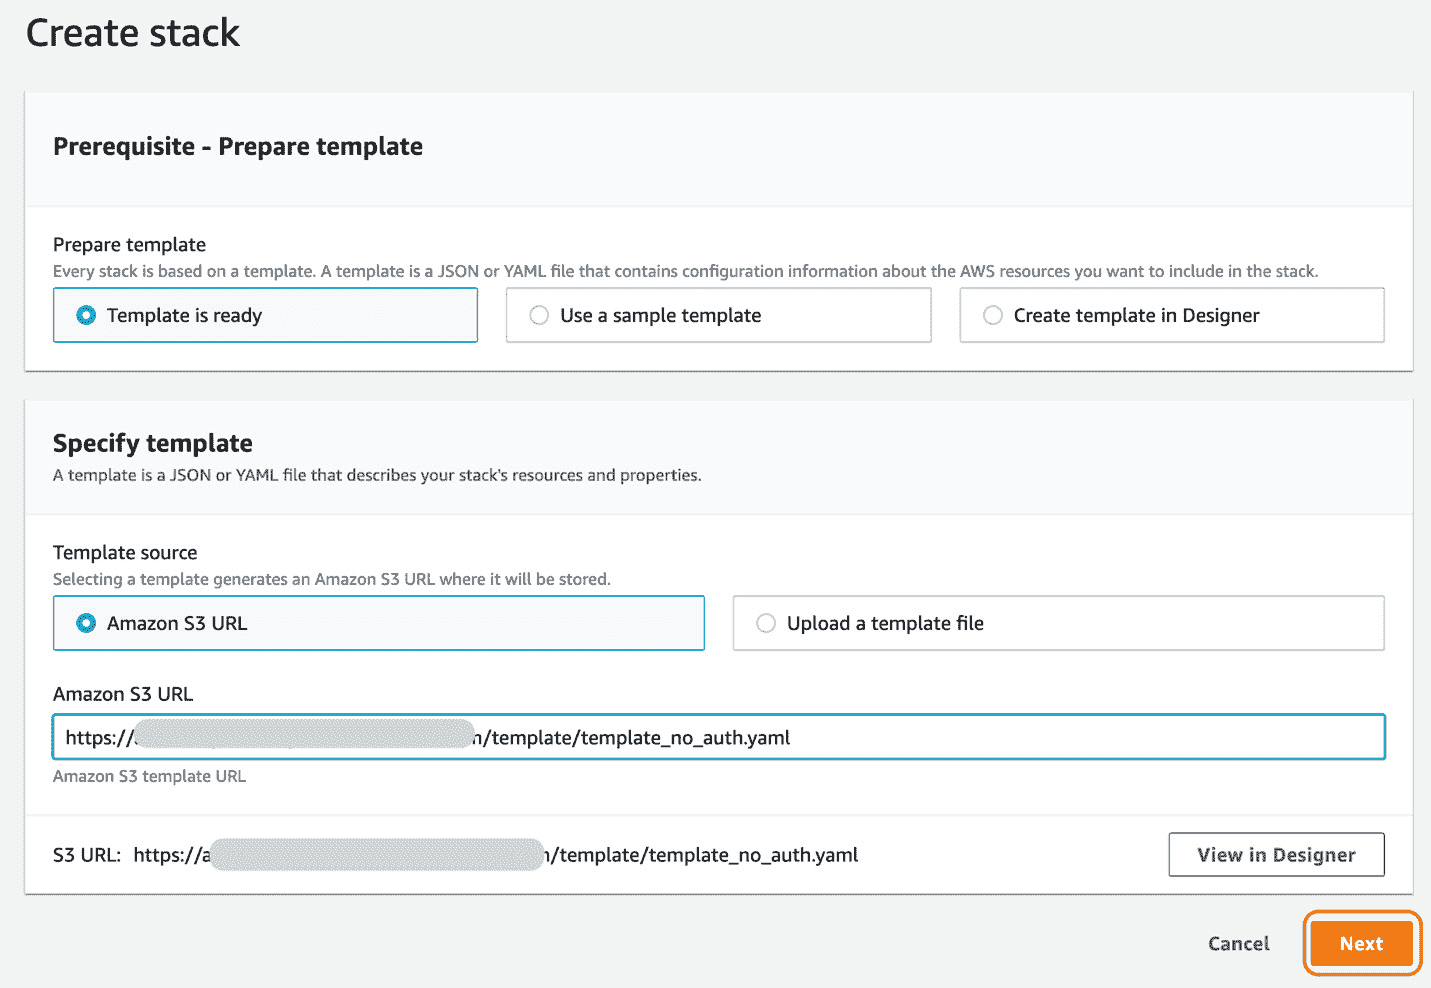 Create stack
Prerequisite - Prepare template
Prepare template
Every stack is based on a template. A template is a JSON or YAML file that contains configuration information about the AWS resources you want to include in the stack.
Template is ready
Use a sample template
Create template in Designer
Specify template
A template is a JSON or YAML file that describes your stack's resources and properties.
Template source
Selecting a template generates an Amazon S3 URL where it will be stored.
Amazon S3 URL
Upload a template file
Amazon S3 URL
https:// /template/template_no_auth.yaml
Amazon S3 template URL
S3 URL: https://a /template/template_no_auth.yaml
View in Designer
Cancel
Next